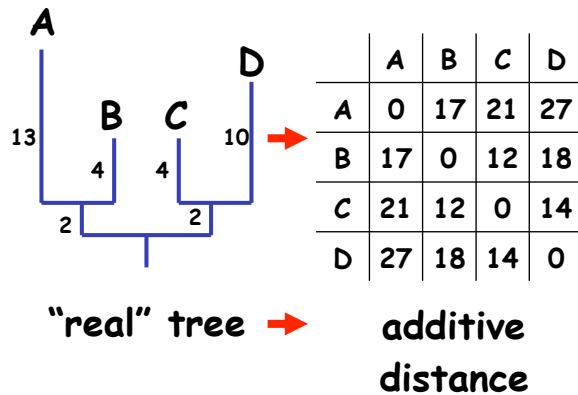 A
D
B C
13 10
4 4
2 2
A B C D
A 0 17 21 27
B 17 0 12 18
C 21 12 0 14
D 27 18 14 0
“real” tree
additive
distance